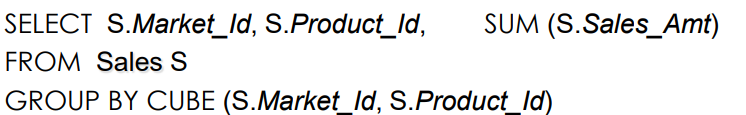 SELECT S.Market_Id, S.Product_Id, SUM (S.Sales_Amt)
FROM Sales S
GROUP BY CUBE (S.Market_Id, S.Product_Id)